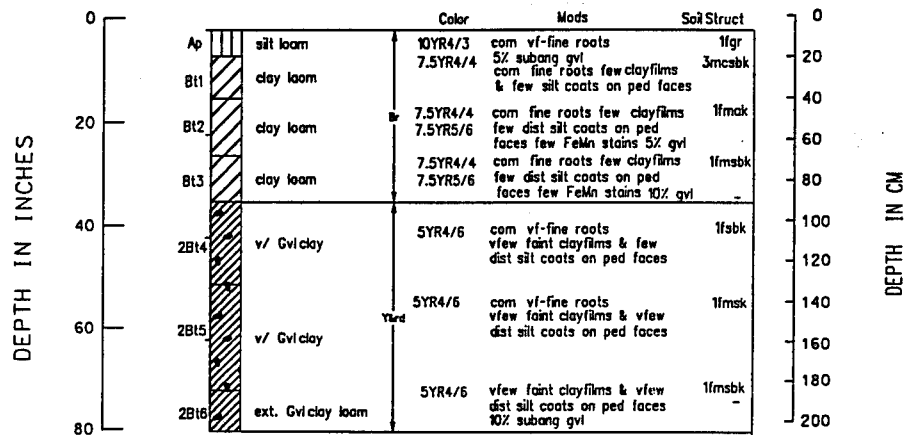 Color Mods Soil Struct
DEPTH IN INCHES
0
20
40
60
80
Ap silt loam 10YR4/3 com vf-fine roots 1fgr
5% subang gvl
Bt1 clay loam 7.5YR4/4 com fine roots few clayfilms 3mcsbk
& few silt coats on ped faces
Bt2 clay loam 7.5YR4/4 com fine roots few clayfilms 1fmak
7.5YR5/6 few dist silt coats on ped
faces few FeMn stains 5% gvl
Bt3 clay loam 7.5YR4/4 com fine roots few clayfilms 1fmsbk
7.5YR5/6 few dist silt coats on ped
faces few FeMn stains 10% gvl -
Br
2Bt4 v/ Gvl clay 5YR4/6 com vf-fine roots 1fsbk
vfew faint clayfilms & few
dist silt coats on ped faces
2Bt5 v/ Gvl clay 5YR4/6 com vf-fine roots 1fmsk
vfew faint clayfilms & vfew
dist silt coats on ped faces
2Bt6 ext. Gvl clay loam 5YR4/6 vfew faint clayfilms & vfew 1fmsbk
dist silt coats on ped faces -
10% subang gvl
0
20
40
60
80
100
120
140
160
180
200
DEPTH IN CM